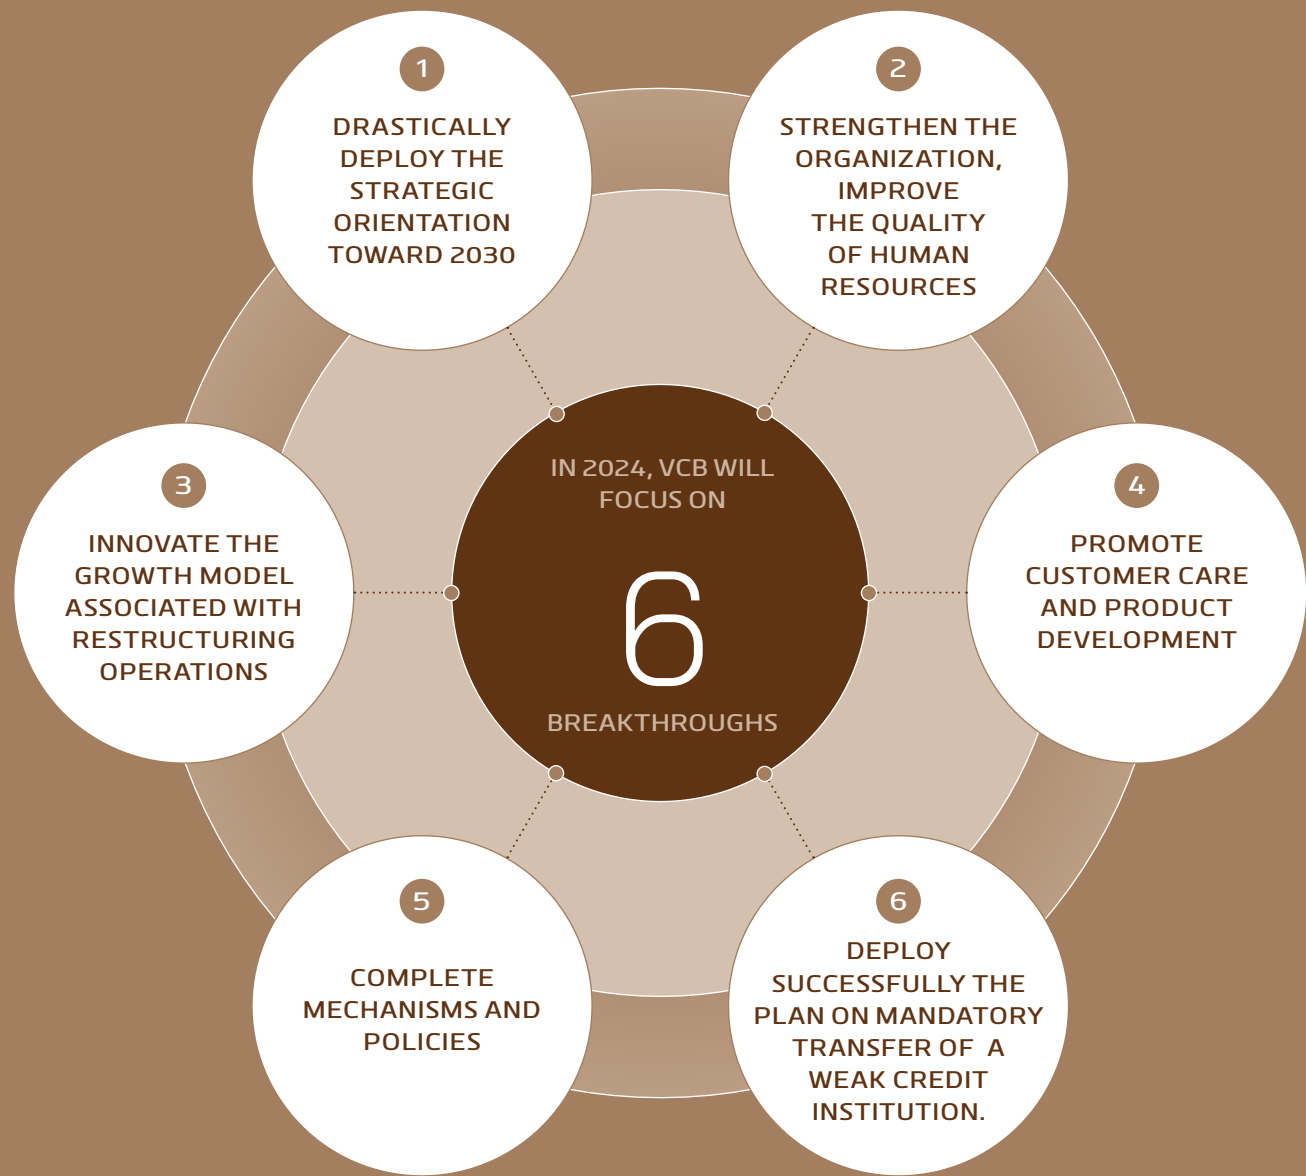 1
DRASTICALLY
DEPLOY THE
STRATEGIC
ORIENTATION
TOWARD 2030
2
STRENGTHEN THE
ORGANIZATION,
IMPROVE
THE QUALITY
OF HUMAN
RESOURCES
3
INNOVATE THE
GROWTH MODEL
ASSOCIATED WITH
RESTRUCTURING
OPERATIONS
IN 2024, VCB WILL
FOCUS ON
6
BREAKTHROUGHS
4
PROMOTE
CUSTOMER CARE
AND PRODUCT
DEVELOPMENT
5
COMPLETE
MECHANISMS AND
POLICIES
6
DEPLOY
SUCCESSFULLY THE
PLAN ON MANDATORY
TRANSFER OF A
WEAK CREDIT
INSTITUTION.